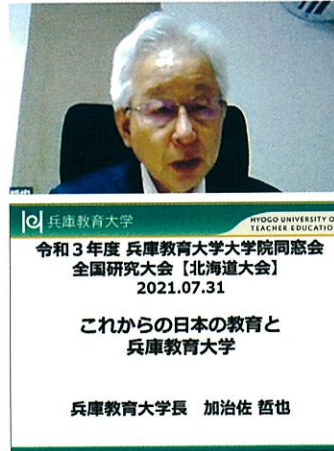 兵庫教育大学
HYOGO UNIVERSITY OF
TEACHER EDUCATION
令和3年度 兵庫教育大学大学院同窓会
全国研究大会【北海道大会】
2021.07.31
これからの日本の教育と
兵庫教育大学
兵庫教育大学長 加治佐 哲也